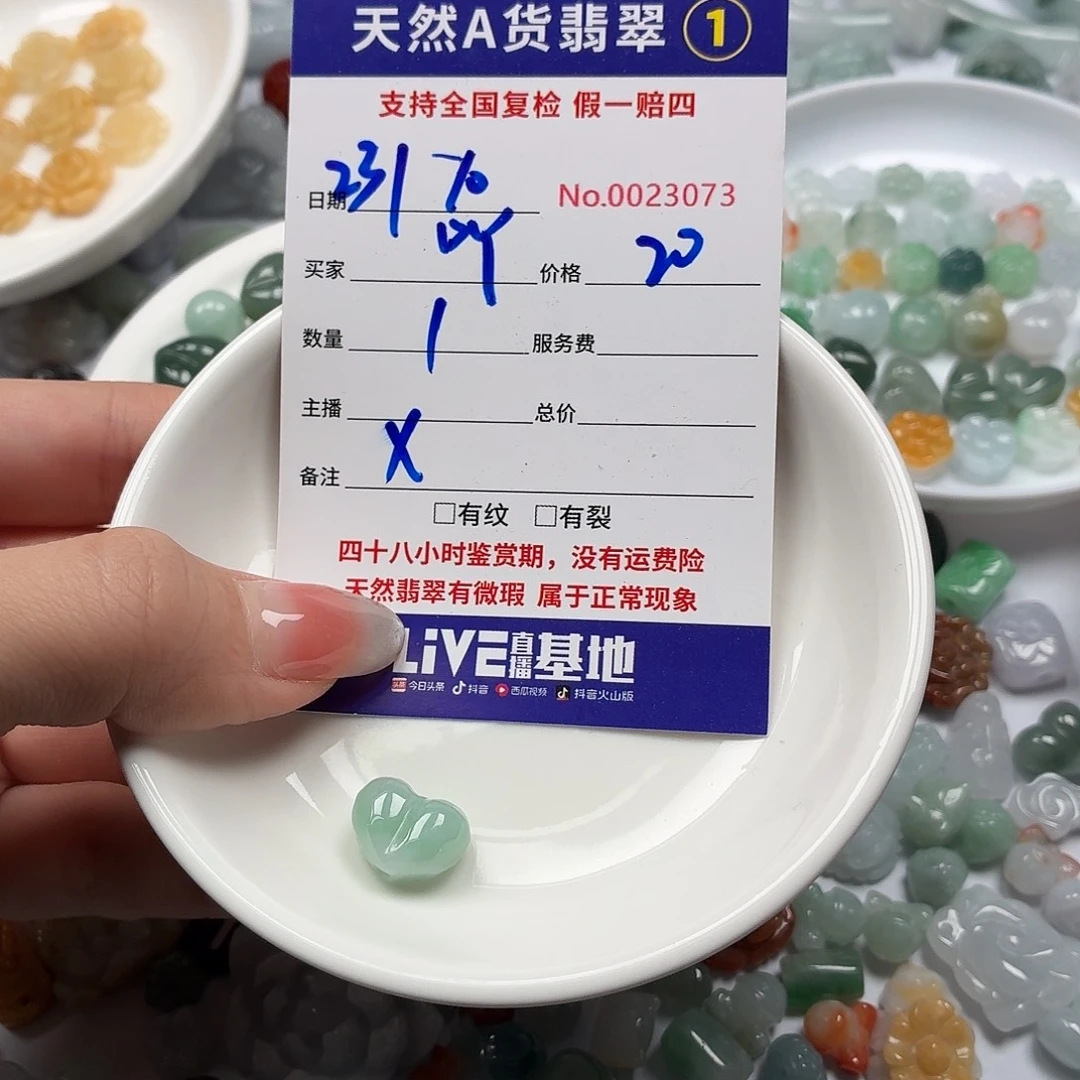 天然A货翡翠 1
支持全国复检 假一赔四
日期 231 No.0023073
买家 价格 20
数量 1 服务费
主播 总价
备注 X
□有纹 □有裂
四十八小时鉴赏期，没有运费险
天然翡翠有微瑕 属于正常现象
LiVE直播基地
今日头条 抖音 西瓜视频 抖音火山版